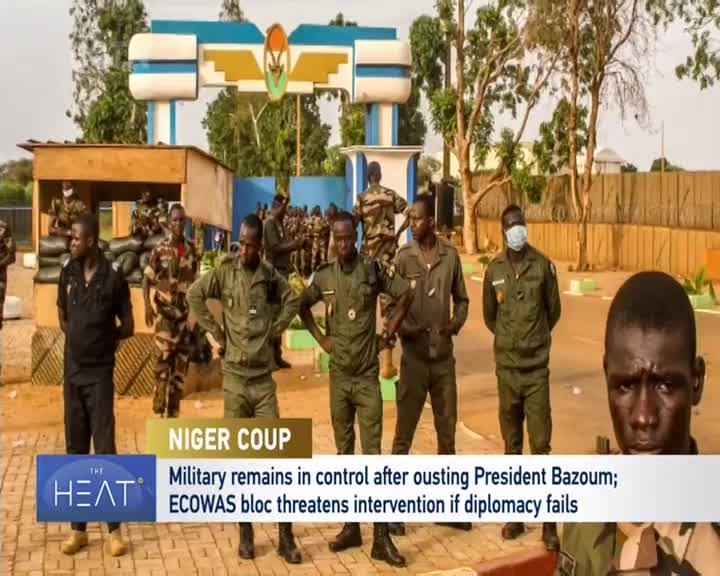 NIGER COUP
THE
HEAT
Military remains in control after ousting President Bazoum;
ECOWAS bloc threatens intervention if diplomacy fails